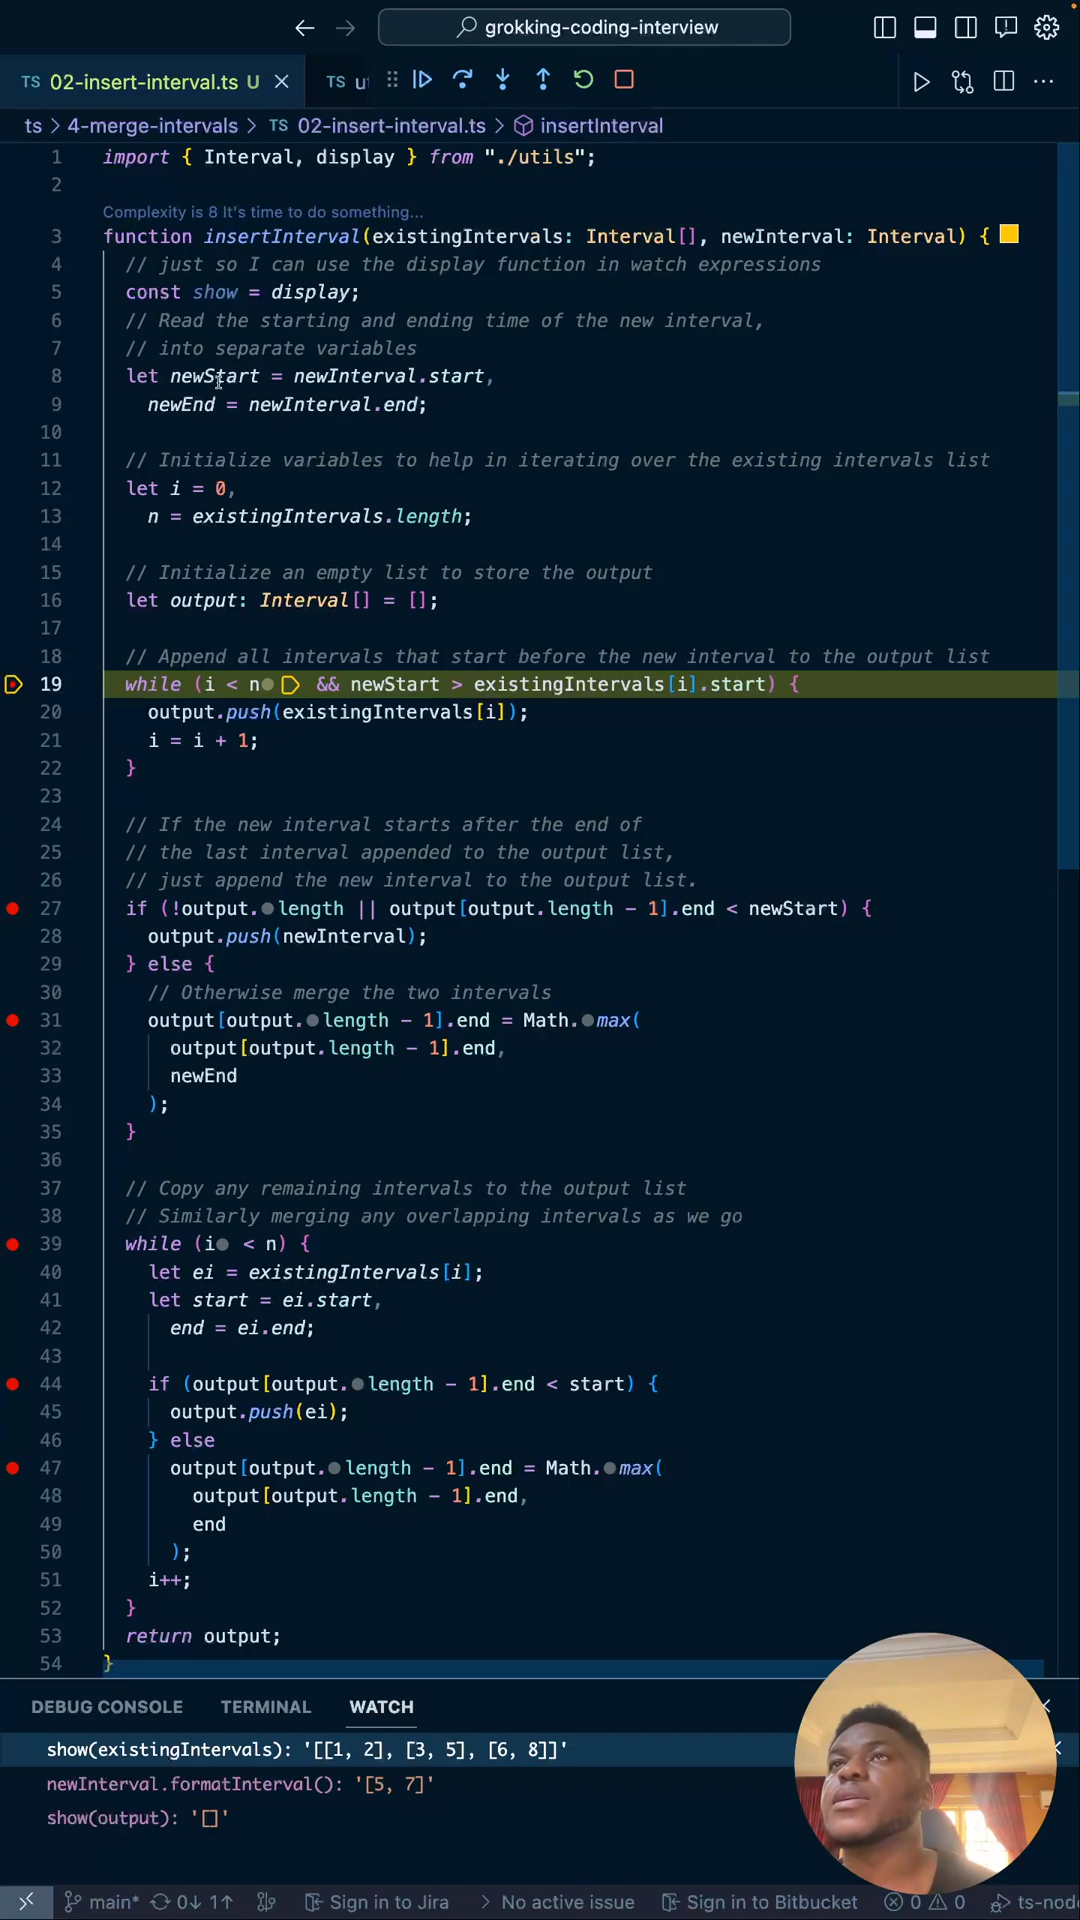 grokking-coding-interview
TS 02-insert-interval.ts U
TS
ts > 4-merge-intervals > TS 02-insert-interval.ts > insertInterval
1 import { Interval, display } from "./utils";
2
Complexity is 8 It's time to do something...
3 function insertInterval(existingIntervals: Interval[], newInterval: Interval) {
4 // just so I can use the display function in watch expressions
5 const show = display;
6 // Read the starting and ending time of the new interval,
7 // into separate variables
8 let newStart = newInterval.start,
9 newEnd = newInterval.end;
10
11 // Initialize variables to help in iterating over the existing intervals list
12 let i = 0,
13 n = existingIntervals.length;
14
15 // Initialize an empty list to store the output
16 let output: Interval[] = [];
17
18 // Append all intervals that start before the new interval to the output list
19 while (i < n && newStart > existingIntervals[i].start) {
20 output.push(existingIntervals[i]);
21 i = i + 1;
22 }
23
24 // If the new interval starts after the end of
25 // the last interval appended to the output list,
26 // just append the new interval to the output list.
27 if (!output.length || output[output.length - 1].end < newStart) {
28 output.push(newInterval);
29 } else {
30 // Otherwise merge the two intervals
31 output[output.length - 1].end = Math.max(
32 output[output.length - 1].end,
33 newEnd
34 );
35 }
36
37 // Copy any remaining intervals to the output list
38 // Similarly merging any overlapping intervals as we go
39 while (i < n) {
40 let ei = existingIntervals[i];
41 let start = ei.start,
42 end = ei.end;
43
44 if (output[output.length - 1].end < start) {
45 output.push(ei);
46 } else
47 output[output.length - 1].end = Math.max(
48 output[output.length - 1].end,
49 end
50 );
51 i++;
52 }
53 return output;
54 }
DEBUG CONSOLE TERMINAL WATCH
show(existingIntervals): '[[1, 2], [3, 5], [6, 8]]'
newInterval.formatInterval(): '[5, 7]'
show(output): '[]'
main* 0↓ 1↑ Sign in to Jira No active issue Sign in to Bitbucket 0 0